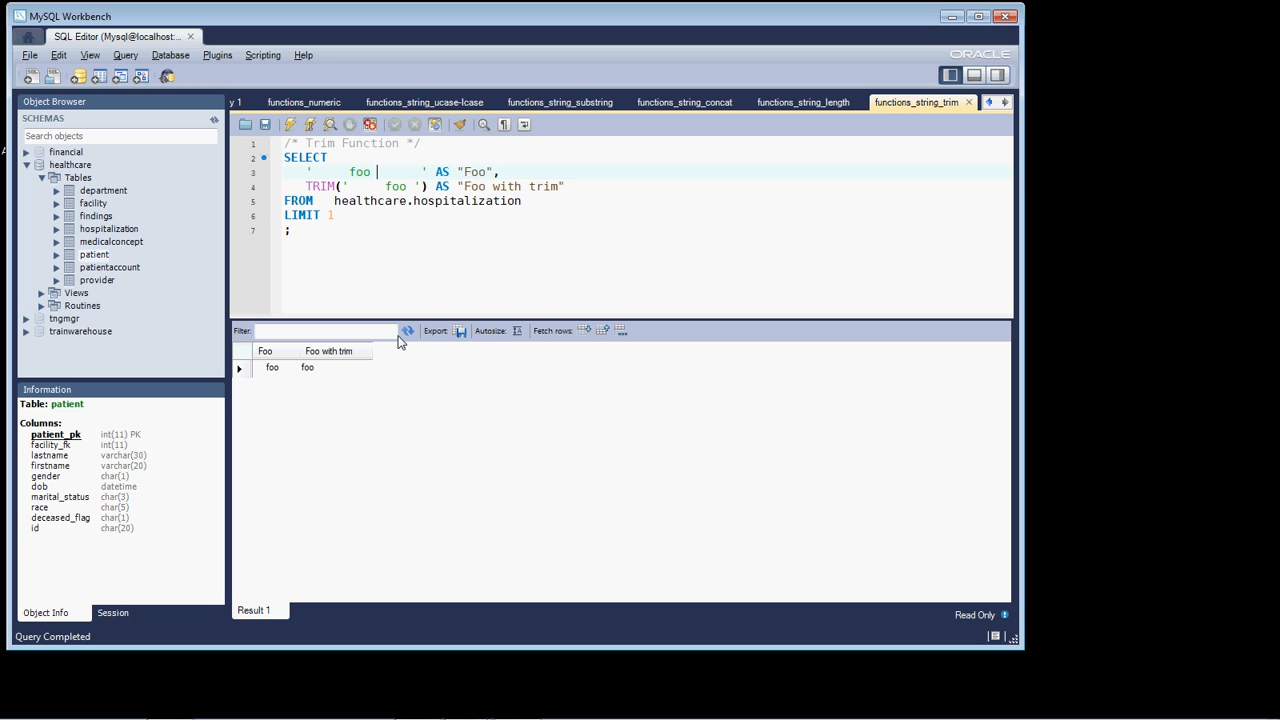 MySQL Workbench
SQL Editor (Mysql@localhost:...
File Edit View Query Database Plugins Scripting Help
ORACLE
Object Browser
y 1 functions_numeric functions_string_ucase-lcase functions_string_substring functions_string_concat functions_string_length functions_string_trim
SCHEMAS
Search objects
financial
healthcare
Tables
department
facility
findings
hospitalization
medicalconcept
patient
patientaccount
provider
Views
Routines
tngmgr
trainwarehouse
1 /* Trim Function */
2 SELECT
3 '     foo       ' AS "Foo",
4 TRIM('     foo ') AS "Foo with trim"
5 FROM   healthcare.hospitalization
6 LIMIT 1
7 ;
Filter: Export: Autosize: Fetch rows:
Foo Foo with trim
foo foo
Information
Table: patient
Columns:
patient_pk int(11) PK
facility_fk int(11)
lastname varchar(30)
firstname varchar(20)
gender char(1)
dob datetime
marital_status char(3)
race char(5)
deceased_flag char(1)
id char(20)
Object Info Session
Result 1
Read Only
Query Completed